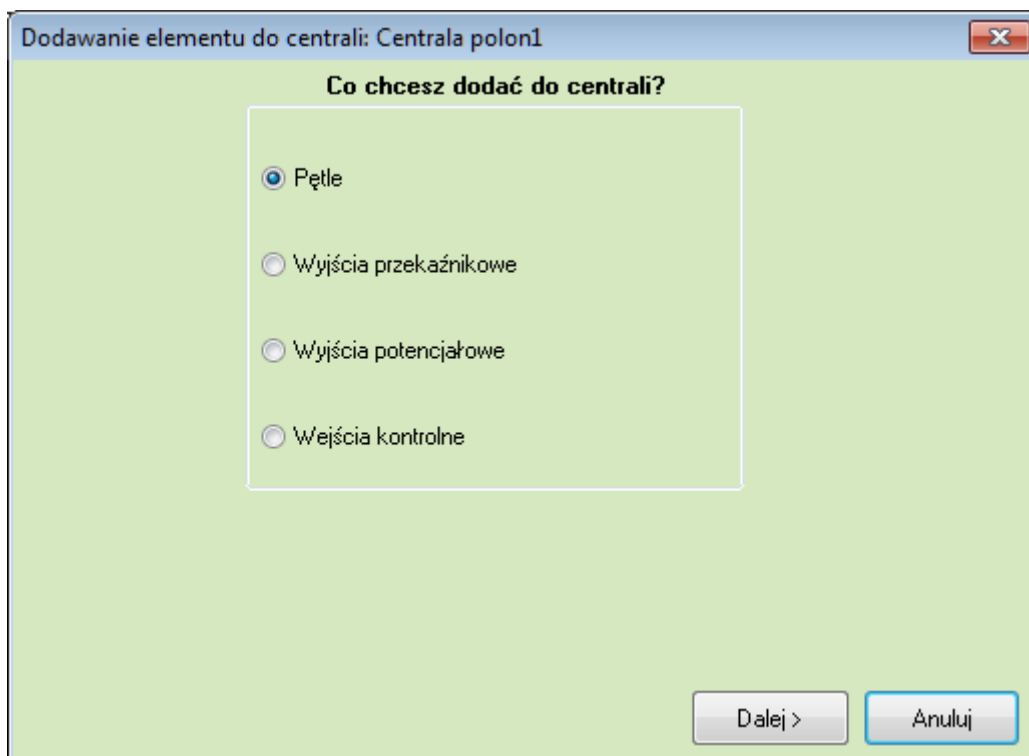 Dodawanie elementu do centrali: Centrala polon1
Co chcesz dodać do centrali?
Pętle
Wyjścia przekaźnikowe
Wyjścia potencjałowe
Wejścia kontrolne
Dalej >
Anuluj